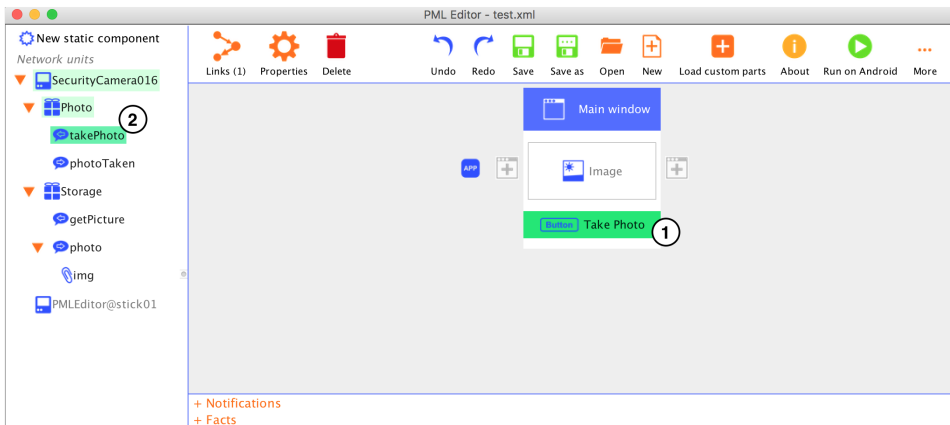 PML Editor - test.xml
New static component
Network units
SecurityCamera016
Photo
takePhoto
2
photoTaken
Storage
getPicture
photo
img
PMLEditor@stick01
Links (1) Properties Delete Undo Redo Save Save as Open New Load custom parts About Run on Android More
Main window
APP
Image
Button Take Photo
1
+ Notifications
+ Facts